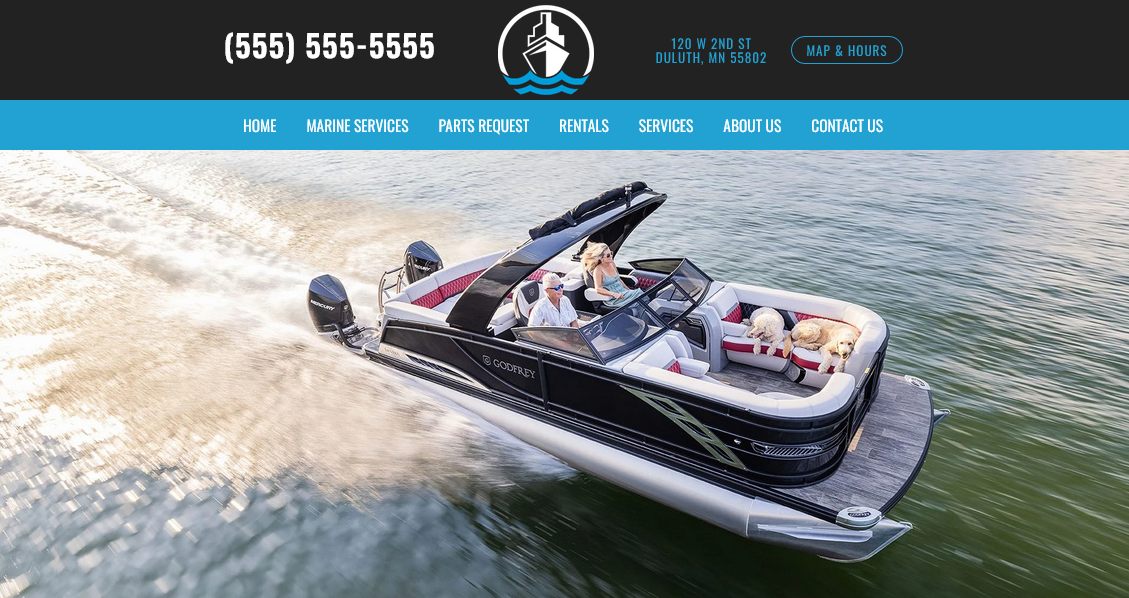 (555) 555-5555
120 W 2ND ST
DULUTH, MN 55802
MAP & HOURS
HOME
MARINE SERVICES
PARTS REQUEST
RENTALS
SERVICES
ABOUT US
CONTACT US
MERCURY
GODFREY